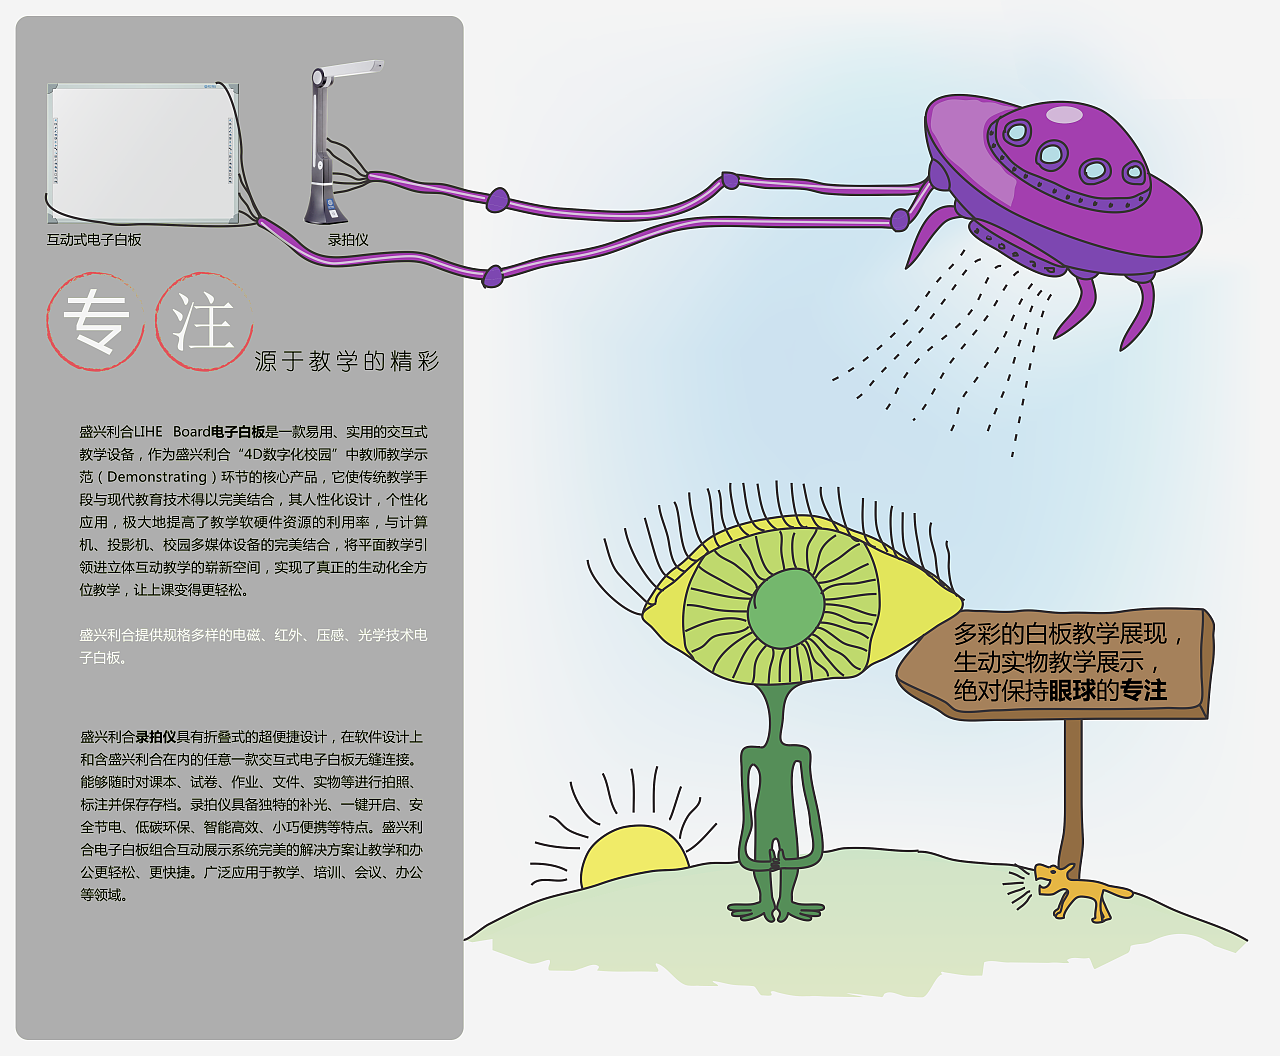 互动式电子白板
录拍仪
专注
源于教学的精彩
盛兴利合LIHE Board电子白板是一款易用、实用的交互式
教学设备，作为盛兴利合“4D数字化校园”中教师教学示
范（Demonstrating）环节的核心产品，它使传统教学手
段与现代教育技术得以完美结合，其人性化设计，个性化
应用，极大地提高了教学软硬件资源的利用率，与计算
机、投影机、校园多媒体设备的完美结合，将平面教学引
领进立体互动教学的崭新空间，实现了真正的生动化全方
位教学，让上课变得更轻松。
盛兴利合提供规格多样的电磁、红外、压感、光学技术电
子白板。
盛兴利合录拍仪具有折叠式的超便捷设计，在软件设计上
和含盛兴利合在内的任意一款交互式电子白板无缝连接。
能够随时对课本、试卷、作业、文件、实物等进行拍照、
标注并保存存档。录拍仪具备独特的补光、一键开启、安
全节电、低碳环保、智能高效、小巧便携等特点。盛兴利
合电子白板组合互动展示系统完美的解决方案让教学和办
公更轻松、更快捷。广泛应用于教学、培训、会议、办公
等领域。
多彩的白板教学展现，
生动实物教学展示，
绝对保持眼球的专注